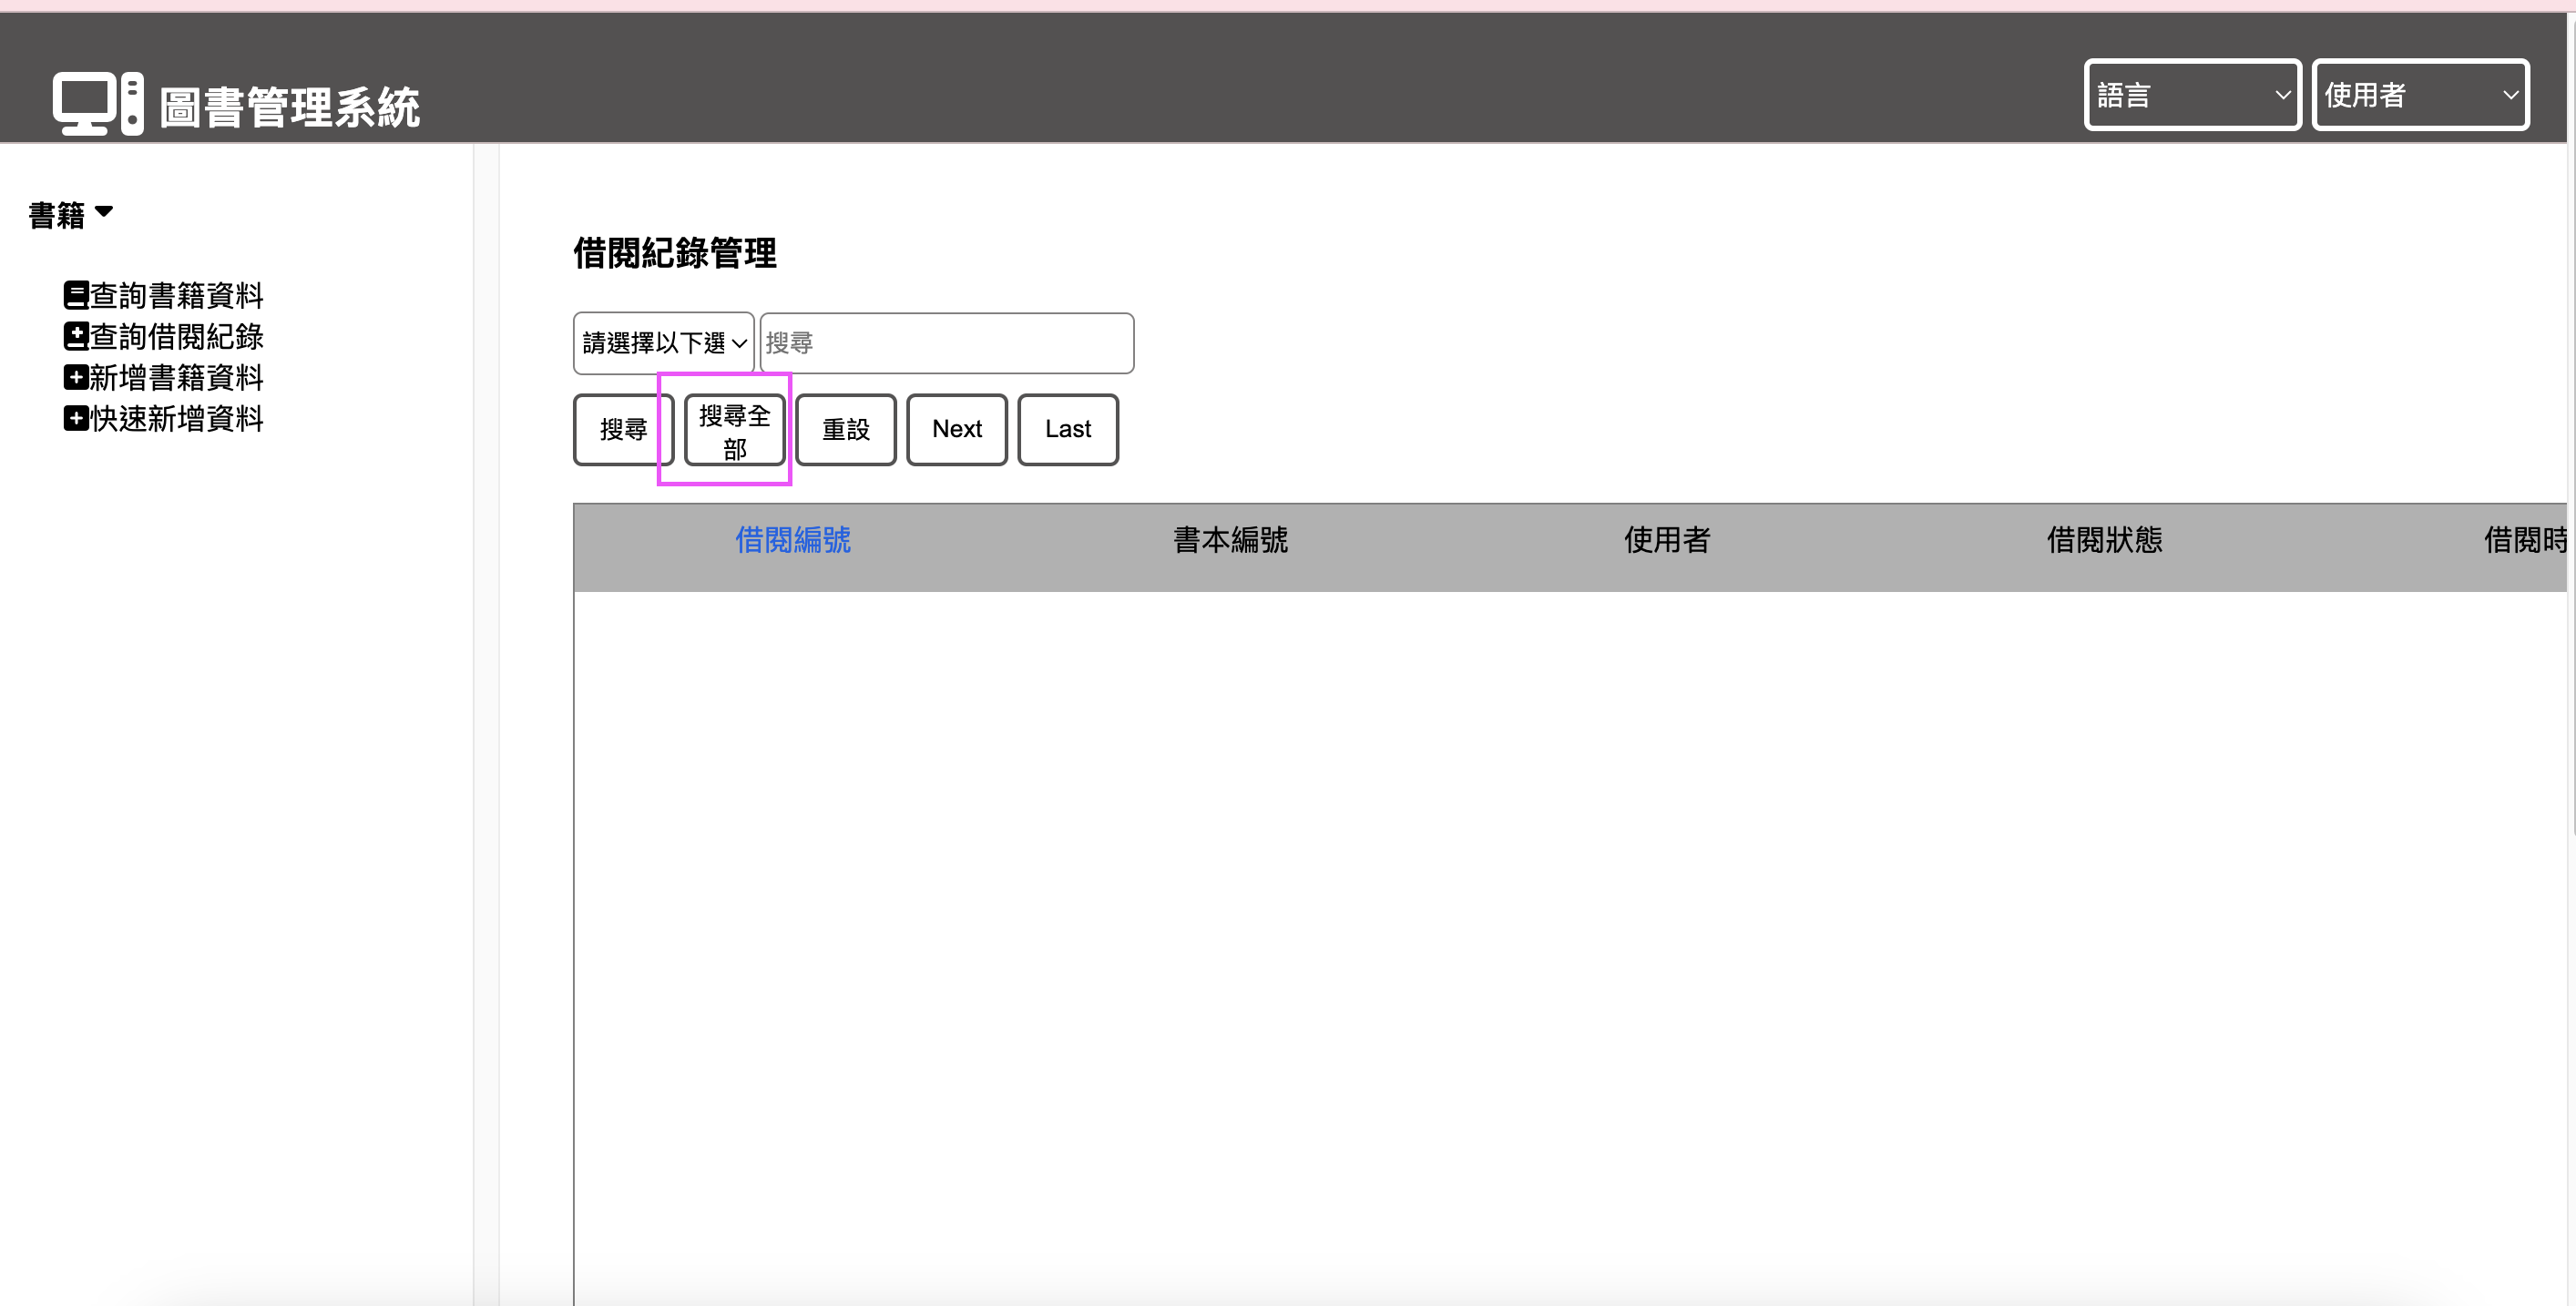 圖書管理系統
語言
使用者
書籍
查詢書籍資料
查詢借閱紀錄
新增書籍資料
快速新增資料
借閱紀錄管理
請選擇以下選
搜尋
搜尋
搜尋全
部
重設
Next
Last
借閱編號
書本編號
使用者
借閱狀態
借閱時